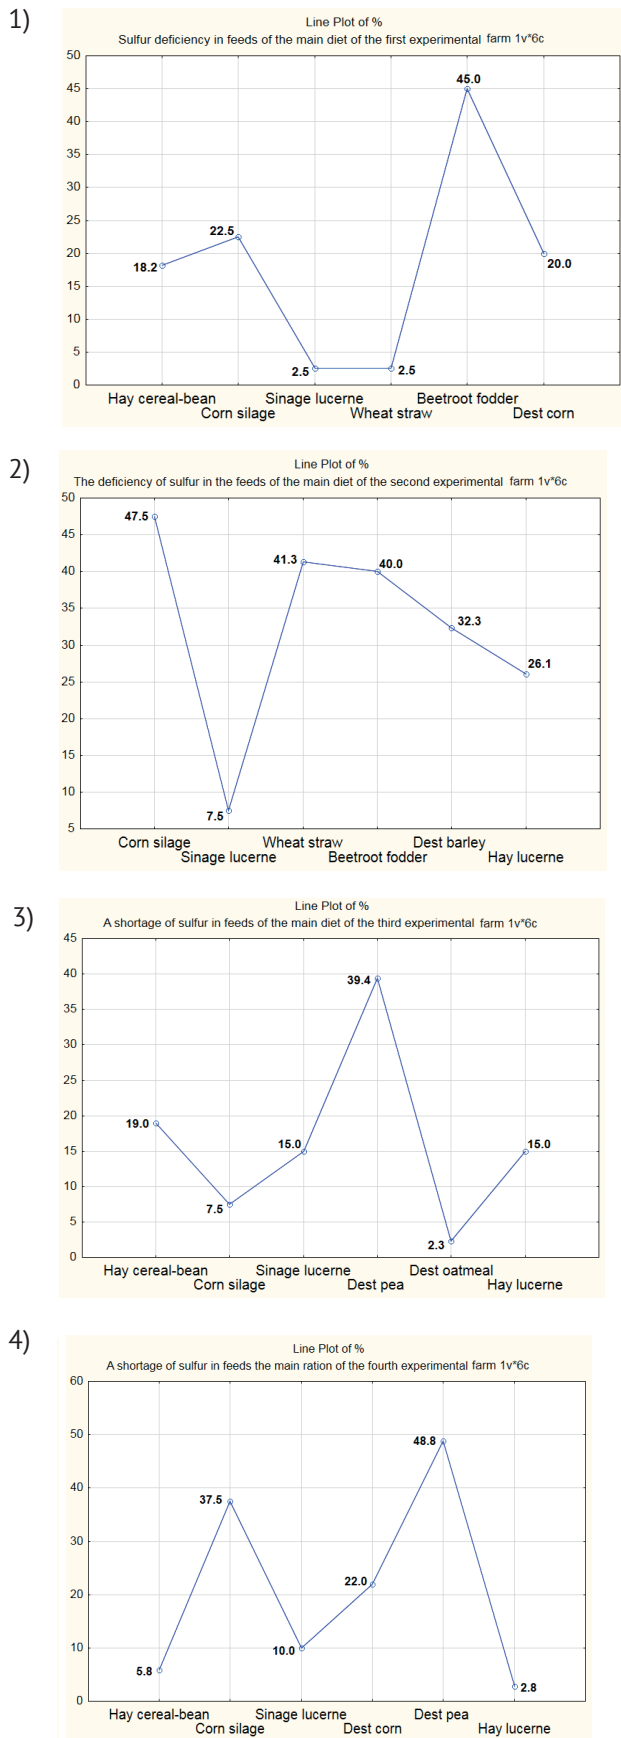 1)
Line Plot of %
Sulfur deficiency in feeds of the main diet of the first experimental farm 1v*6c
50
45
40
35
30
25
20
15
10
5
0
18.2
22.5
2.5
2.5
45.0
20.0
Hay cereal-bean
Corn silage
Sinage lucerne
Wheat straw
Beetroot fodder
Dest corn
2)
Line Plot of %
The deficiency of sulfur in the feeds of the main diet of the second experimental farm 1v*6c
50
45
40
35
30
25
20
15
10
5
47.5
7.5
41.3
40.0
32.3
26.1
Corn silage
Sinage lucerne
Wheat straw
Beetroot fodder
Dest barley
Hay lucerne
3)
Line Plot of %
A shortage of sulfur in feeds of the main diet of the third experimental farm 1v*6c
45
40
35
30
25
20
15
10
5
0
19.0
7.5
15.0
39.4
2.3
15.0
Hay cereal-bean
Corn silage
Sinage lucerne
Dest pea
Dest oatmeal
Hay lucerne
4)
Line Plot of %
A shortage of sulfur in feeds the main ration of the fourth experimental farm 1v*6c
60
50
40
30
20
10
0
5.8
37.5
10.0
22.0
48.8
2.8
Hay cereal-bean
Corn silage
Sinage lucerne
Dest corn
Dest pea
Hay lucerne